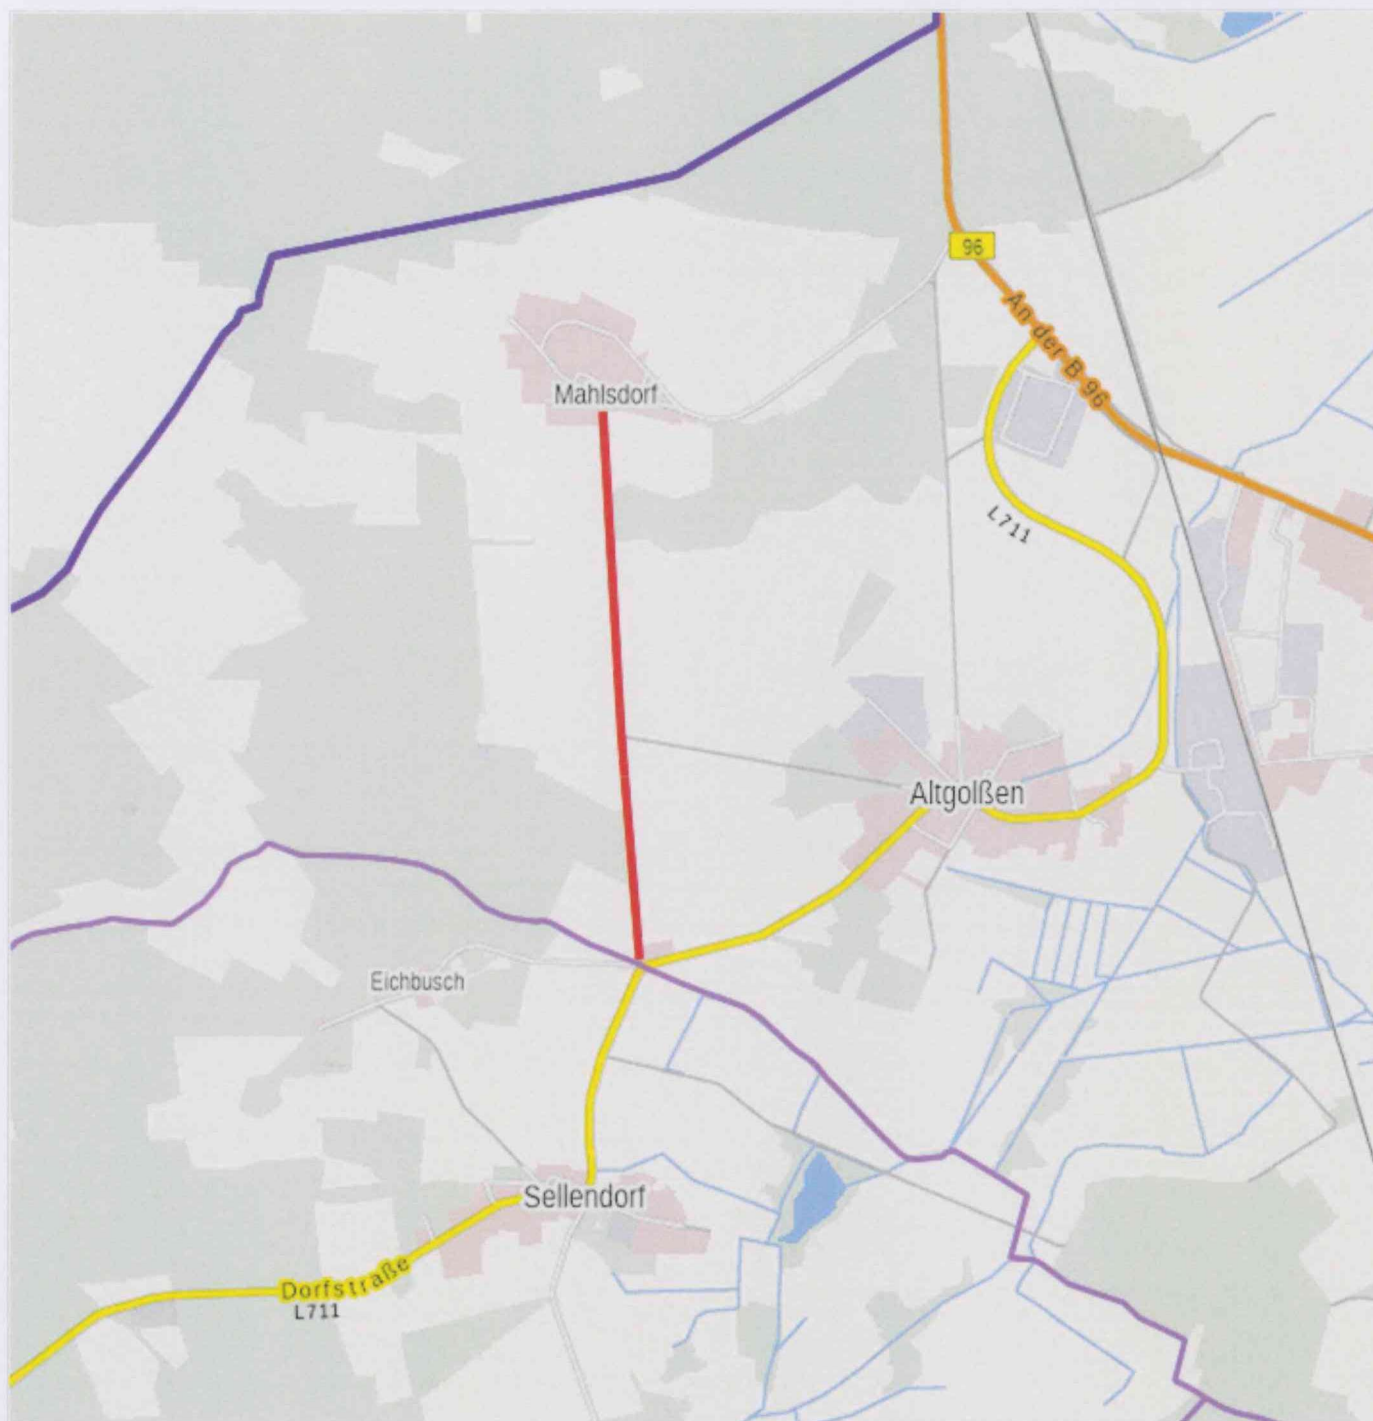 96
An der B 96
Mahlsdorf
L711
Altgolßen
Eichbusch
Sellendorf
Dorfstraße
L711